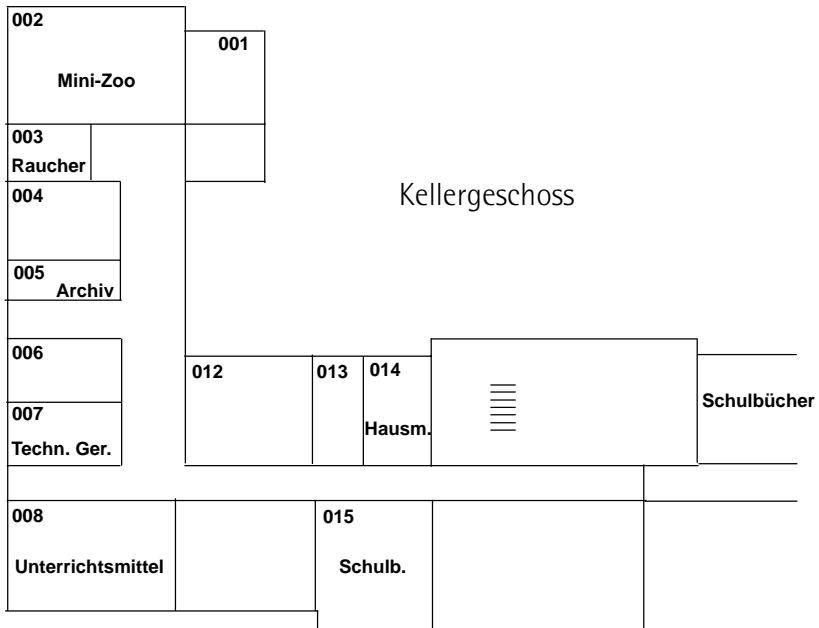 002
001
Mini-Zoo
003
Raucher
004
Kellergeschoss
005
Archiv
006
012
013
014
Schulbücher
007
Hausm.
Techn. Ger.
008
015
Unterrichtsmittel
Schulb.